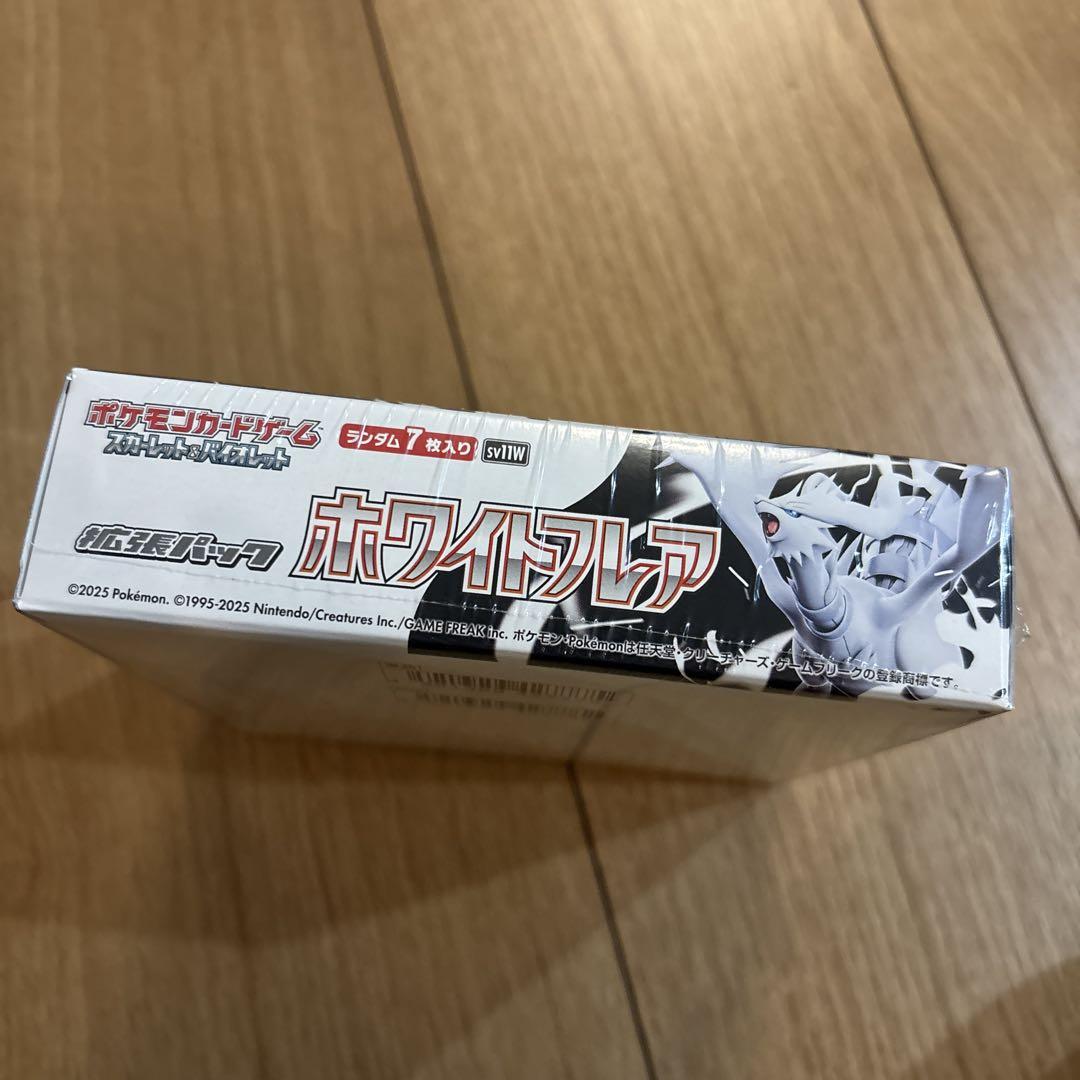 ポケモンカードゲーム
スカーレット&バイオレット
ランダム7枚入り sv11W
拡張パック ホワイトフレア
©2025 Pokémon. ©1995-2025 Nintendo/Creatures Inc./GAME FREAK inc. ポケモン・Pokémonは任天堂・クリーチャーズ・ゲームフリークの登録商標です。